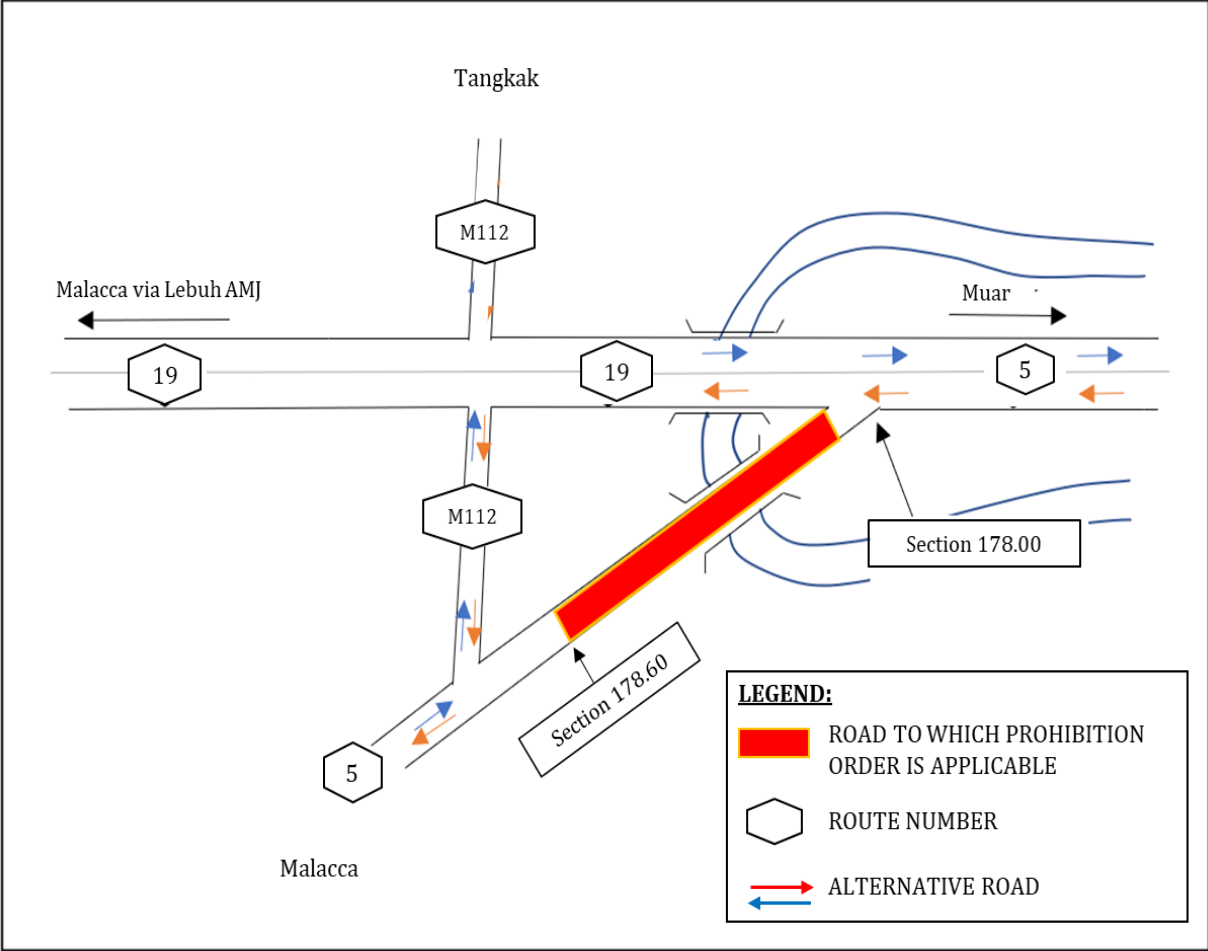 Tangkak
M112
Malacca via Lebuh AMJ
Muar
19
19
5
M112
Section 178.00
Section 178.60
5
Malacca
LEGEND:
ROAD TO WHICH PROHIBITION
ORDER IS APPLICABLE
ROUTE NUMBER
ALTERNATIVE ROAD